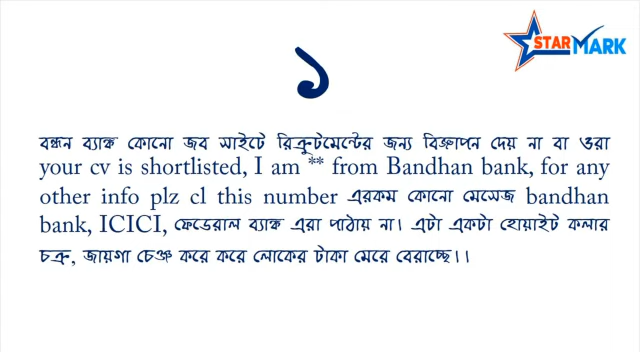 STAR MARK
১
বন্ধন ব্যাঙ্ক কোনো জব সাইটে রিক্রুটমেন্টের জন্য বিজ্ঞাপন দেয় না বা ওরা
your cv is shortlisted, I am ** from Bandhan bank, for any
other info plz cl this number এরকম কোনো মেসেজ bandhan
bank, ICICI, ফেডেরাল ব্যাঙ্ক এরা পাঠায় না। এটা একটা হোয়াইট কলার
চক্র, জায়গা চেঞ্জ করে করে লোকের টাকা মেরে বেরাচ্ছে।।